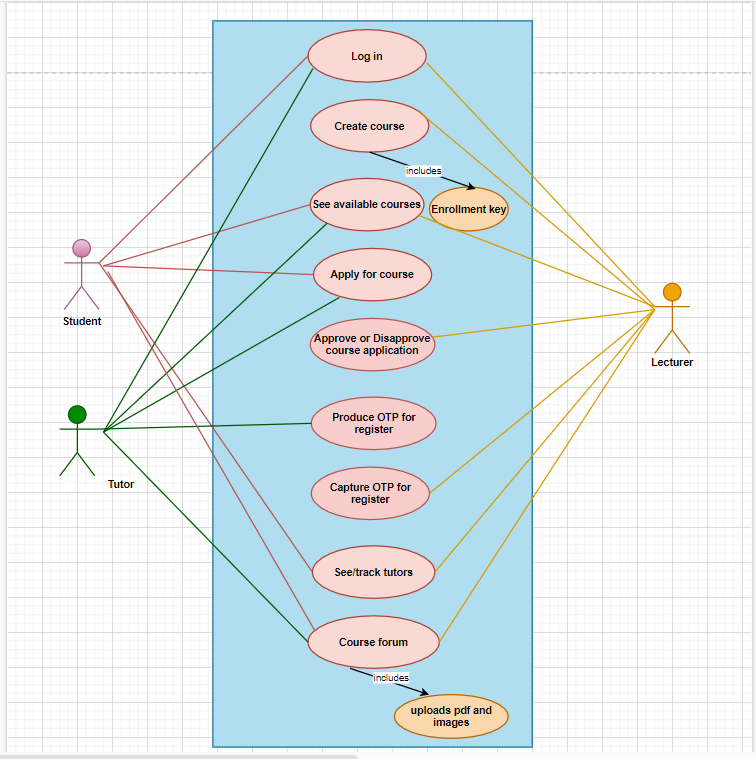 Log in
Create course
includes
See available courses
Enrollment key
Apply for course
Student
Approve or Disapprove
course application
Lecturer
Produce OTP for
register
Tutor
Capture OTP for
register
See/track tutors
Course forum
includes
uploads pdf and
images